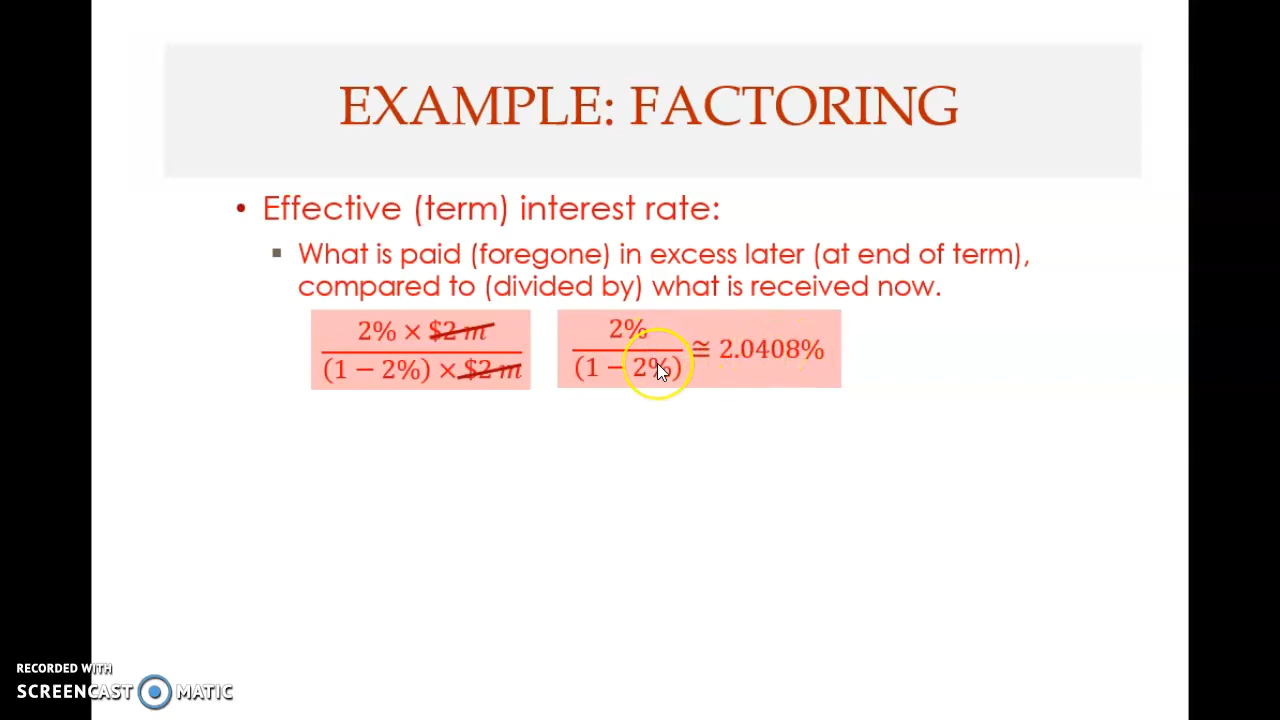 EXAMPLE: FACTORING
• Effective (term) interest rate:
▪ What is paid (foregone) in excess later (at end of term),
compared to (divided by) what is received now.
2% × $2 m
(1 − 2%) × $2 m
2%
(1 − 2%)
≅ 2.0408%
RECORDED WITH
SCREENCAST MATIC